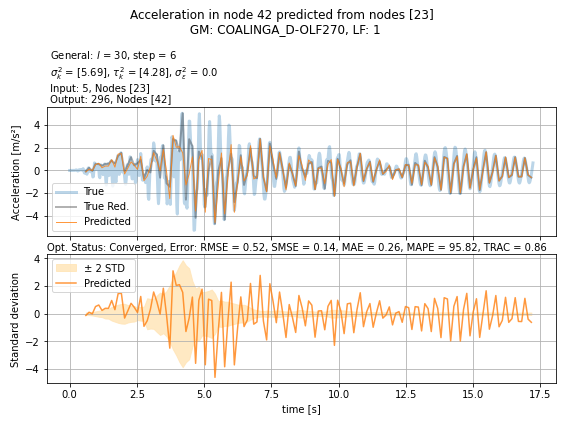 Acceleration in node 42 predicted from nodes [23]
GM: COALINGA_D-OLF270, LF: 1
General: l = 30, step = 6
σ²ₖ = [5.69], τ²ₖ = [4.28], σ²ε = 0.0
Input: 5, Nodes [23]
Output: 296, Nodes [42]
Acceleration [m/s²]
4
2
0
−2
−4
True
True Red.
Predicted
Opt. Status: Converged, Error: RMSE = 0.52, SMSE = 0.14, MAE = 0.26, MAPE = 95.82, TRAC = 0.86
Standard deviation
4
2
0
−2
−4
± 2 STD
Predicted
0.0 2.5 5.0 7.5 10.0 12.5 15.0 17.5
time [s]